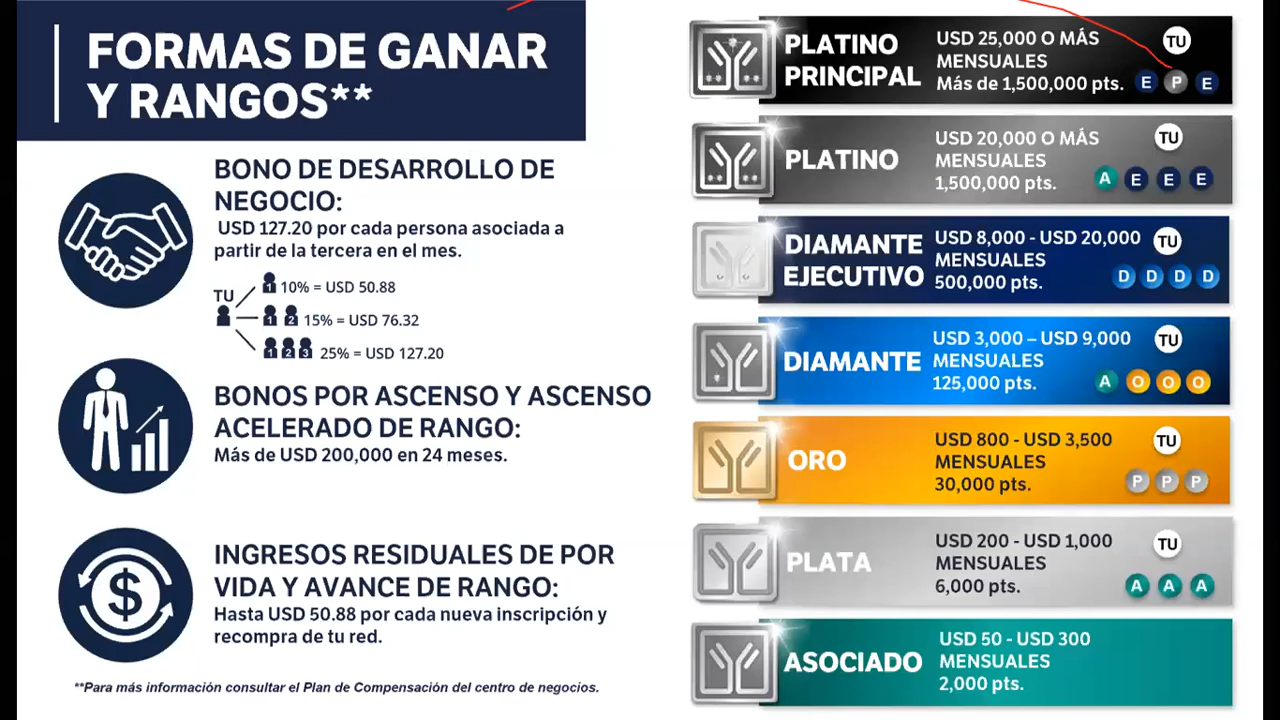 FORMAS DE GANAR
Y RANGOS**
BONO DE DESARROLLO DE
NEGOCIO:
USD 127.20 por cada persona asociada a
partir de la tercera en el mes.
TU
1 10% = USD 50.88
1 2 15% = USD 76.32
1 2 3 25% = USD 127.20
BONOS POR ASCENSO Y ASCENSO
ACELERADO DE RANGO:
Más de USD 200,000 en 24 meses.
$
INGRESOS RESIDUALES DE POR
VIDA Y AVANCE DE RANGO:
Hasta USD 50.88 por cada nueva inscripción y
recompra de tu red.
**Para más información consultar el Plan de Compensación del centro de negocios.
PLATINO
PRINCIPAL
USD 25,000 O MÁS
MENSUALES
Más de 1,500,000 pts.
TU
E P E
PLATINO
USD 20,000 O MÁS
MENSUALES
1,500,000 pts.
TU
A E E E
DIAMANTE
EJECUTIVO
USD 8,000 - USD 20,000
MENSUALES
500,000 pts.
TU
D D D D
DIAMANTE
USD 3,000 – USD 9,000
MENSUALES
125,000 pts.
TU
A O O O
ORO
USD 800 - USD 3,500
MENSUALES
30,000 pts.
TU
P P P
PLATA
USD 200 - USD 1,000
MENSUALES
6,000 pts.
TU
A A A
ASOCIADO
USD 50 - USD 300
MENSUALES
2,000 pts.